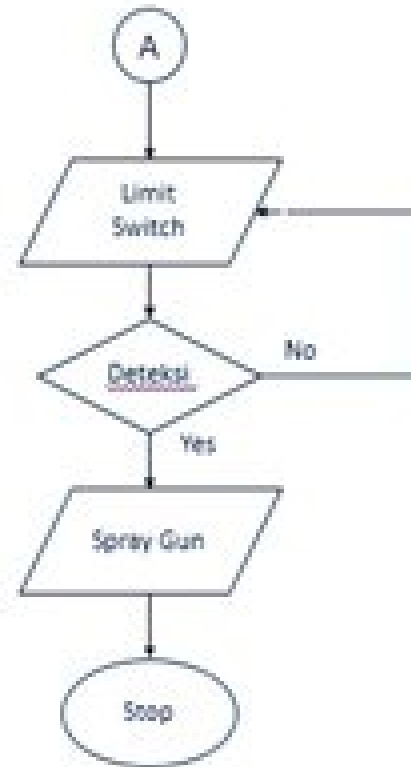 A
Limit
Switch
Deteksi
No
Yes
Spray Gun
Stop